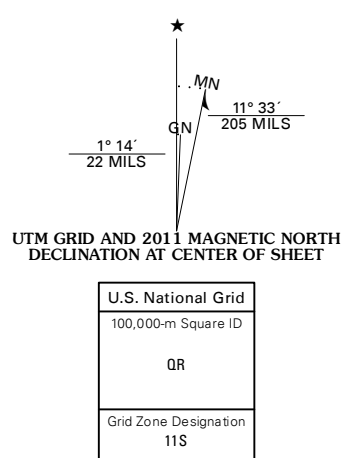 ★
MN
GN
11° 33´
205 MILS
1° 14´
22 MILS
UTM GRID AND 2011 MAGNETIC NORTH
DECLINATION AT CENTER OF SHEET
U.S. National Grid
100,000-m Square ID
QR
Grid Zone Designation
11S